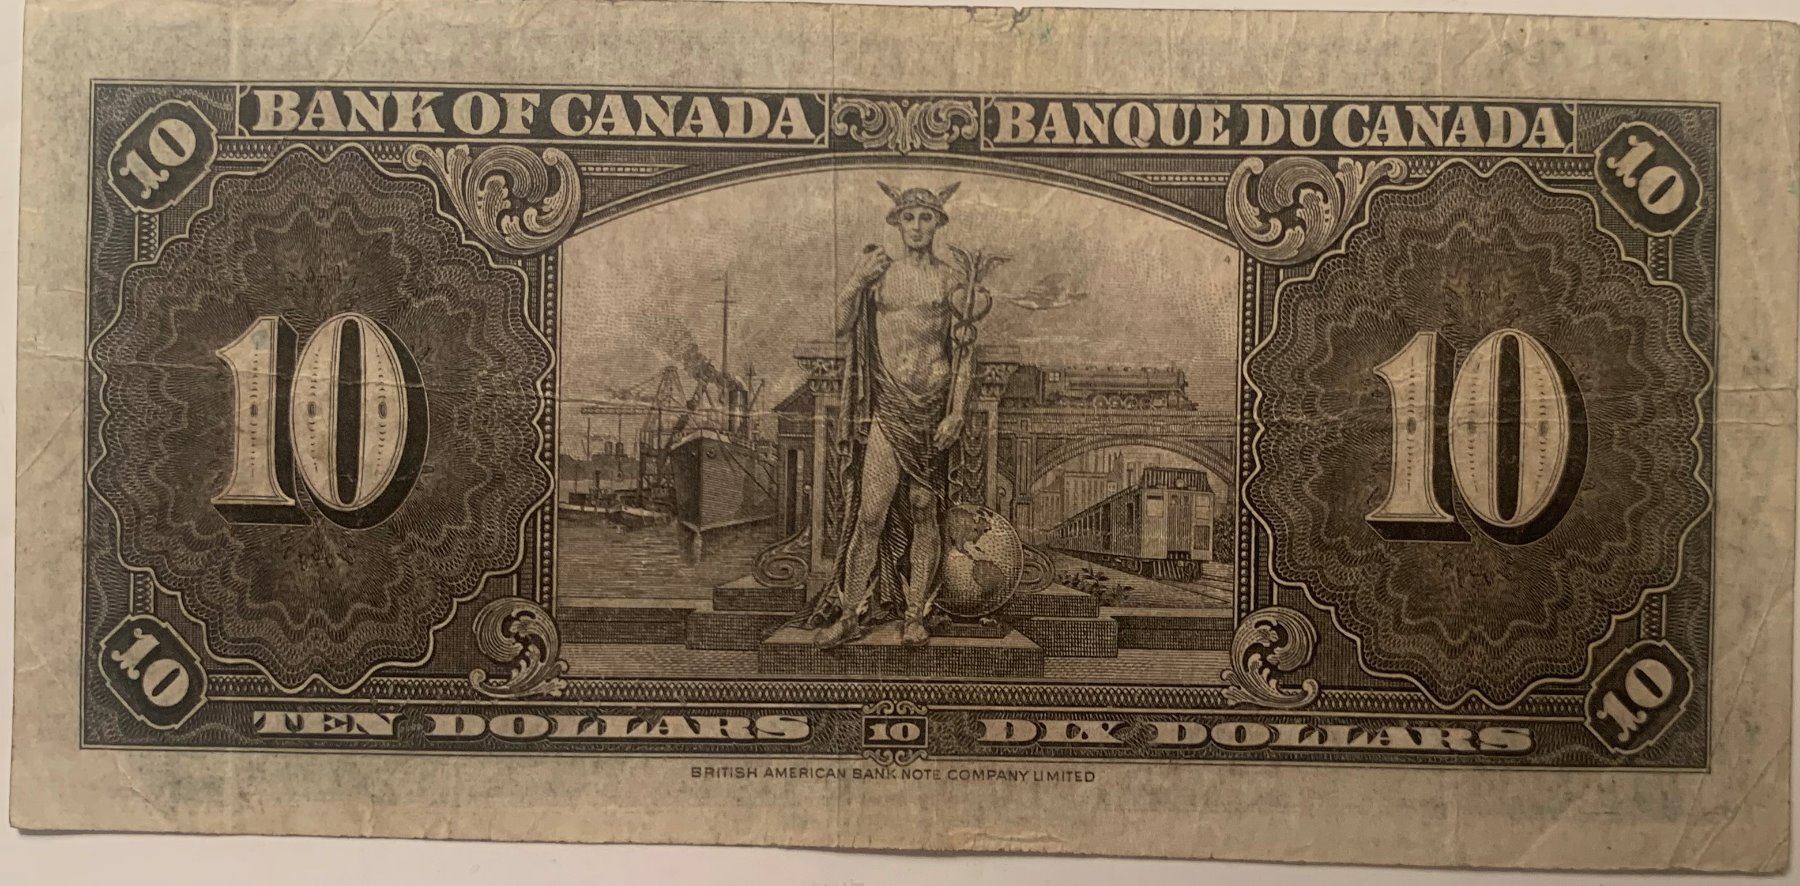 BANK OF CANADA BANQUE DU CANADA
10 10
10 10
10 10
TEN DOLLARS 10 DIX DOLLARS
BRITISH AMERICAN BANK NOTE COMPANY LIMITED